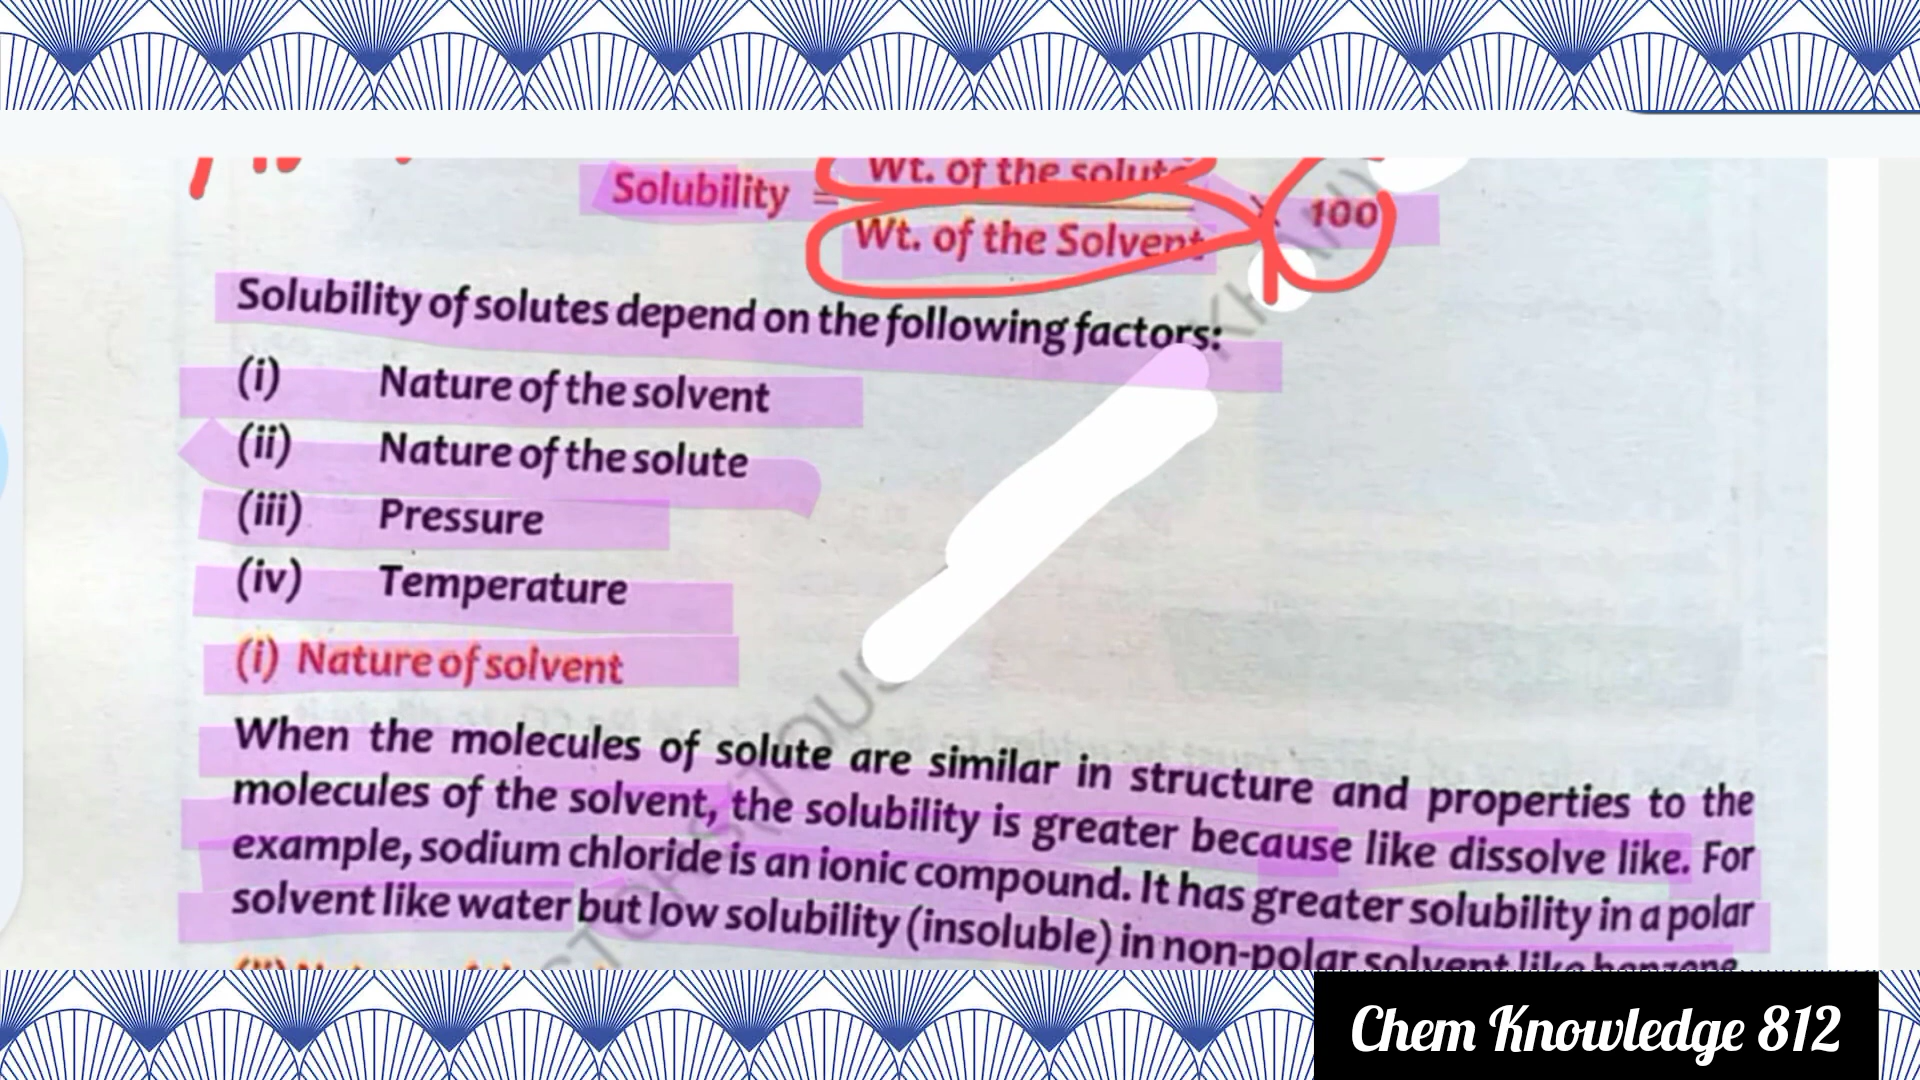 Wt. of the solute
Solubility = × 100
Wt. of the Solvent
Solubility of solutes depend on the following factors:
(i) Nature of the solvent
(ii) Nature of the solute
(iii) Pressure
(iv) Temperature
(i) Nature of solvent
When the molecules of solute are similar in structure and properties to the
molecules of the solvent, the solubility is greater because like dissolve like. For
example, sodium chloride is an ionic compound. It has greater solubility in a polar
solvent like water but low solubility (insoluble) in non-polar solvent like benzene
Chem Knowledge 812